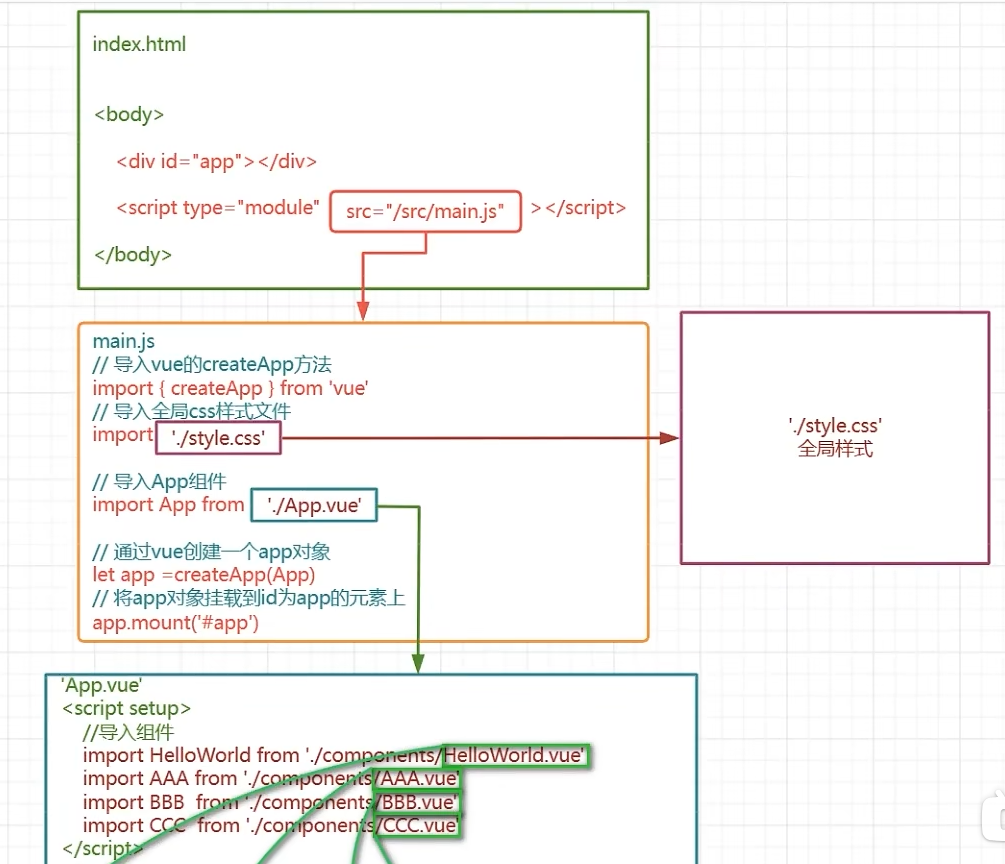 index.html
<body>
<div id="app"></div>
<script type="module" src="/src/main.js" ></script>
</body>
main.js
// 导入vue的createApp方法
import { createApp } from 'vue'
// 导入全局css样式文件
import './style.css'
// 导入App组件
import App from './App.vue'
// 通过vue创建一个app对象
let app =createApp(App)
// 将app对象挂载到id为app的元素上
app.mount('#app')
'./style.css'
全局样式
'App.vue'
<script setup>
//导入组件
import HelloWorld from './components/HelloWorld.vue'
import AAA from './components/AAA.vue'
import BBB from './components/BBB.vue'
import CCC from './components/CCC.vue'
</script>